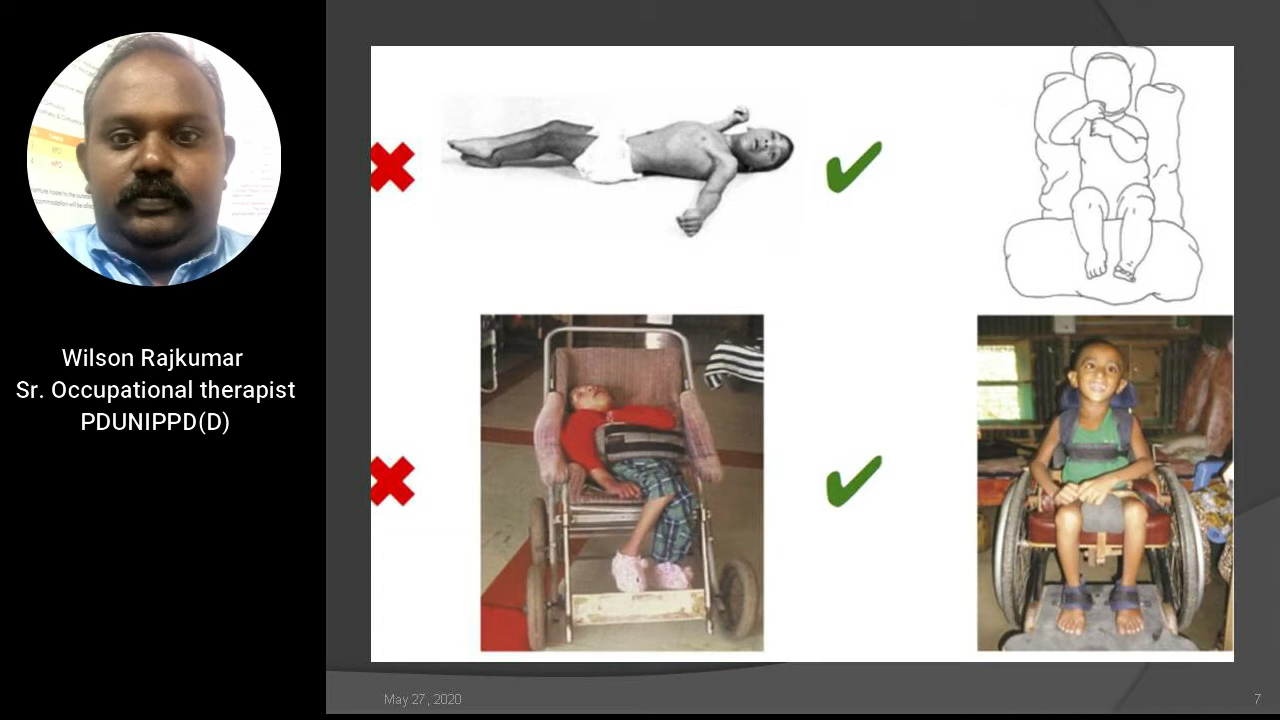 Wilson Rajkumar
Sr. Occupational therapist
PDUNIPPD(D)
May 27, 2020
7